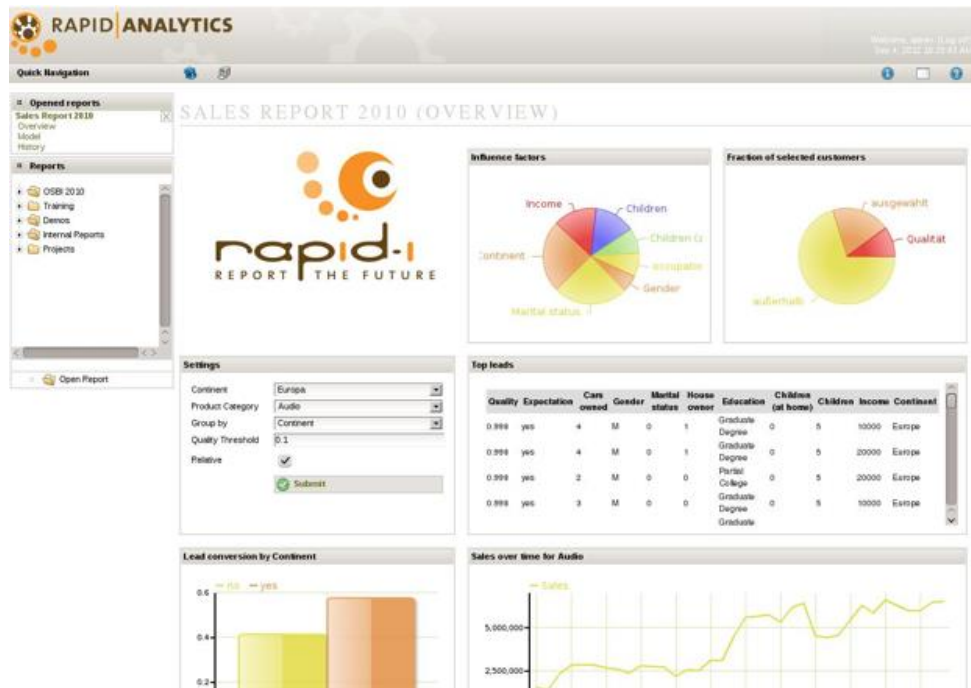 RAPID ANALYTICS
Quick Navigation
Opened reports
Sales Report 2010
Overview
Model
History
Reports
OSBI 2010
Training
Demos
Internal Reports
Projects
Open Report
SALES REPORT 2010 (OVERVIEW)
rapid-i
REPORT THE FUTURE
Influence factors
Income
Children
Children (
Continent
occupatio
Gender
Marital status
Fraction of selected customers
ausgewählt
Qualität
außerhalb
Settings
Continent Europa
Product Category Audio
Group by Continent
Quality Threshold 0.1
Relative
Submit
Top leads
Quality Expectation Cars owned Gender Marital status House owner Education Children (at home) Children Income Continent
0.998 yes 4 M 0 1 Graduate Degree 0 5 10000 Europe
0.998 yes 4 M 0 1 Graduate Degree 0 5 20000 Europe
0.998 yes 2 M 0 0 Partial College 0 5 20000 Europe
0.998 yes 3 M 0 0 Graduate Degree 0 5 10000 Europe
Graduate
Lead conversion by Continent
no yes
0.6
0.4
0.2
Sales over time for Audio
Sales
5,000,000
2,500,000